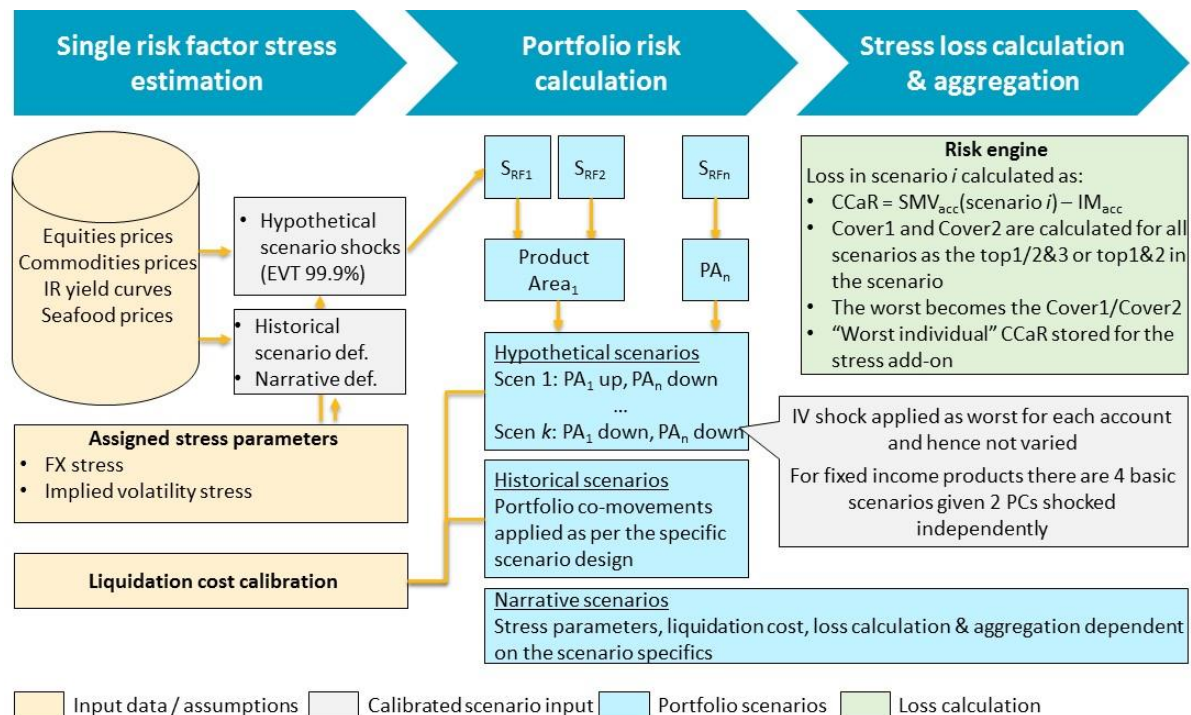 Single risk factor stress
estimation
Portfolio risk
calculation
Stress loss calculation
& aggregation
Equities prices
Commodities prices
IR yield curves
Seafood prices
• Hypothetical
scenario shocks
(EVT 99.9%)
• Historical
scenario def.
• Narrative def.
Assigned stress parameters
• FX stress
• Implied volatility stress
Liquidation cost calibration
SRF1
SRF2
SRFn
Product
Area1
PAn
Hypothetical scenarios
Scen 1: PA1 up, PAn down
...
Scen k: PA1 down, PAn down
Historical scenarios
Portfolio co-movements
applied as per the specific
scenario design
Narrative scenarios
Stress parameters, liquidation cost, loss calculation & aggregation dependent
on the scenario specifics
Risk engine
Loss in scenario i calculated as:
• CCaR = SMVacc(scenario i) – IMacc
• Cover1 and Cover2 are calculated for all
scenarios as the top1/2&3 or top1&2 in
the scenario
• The worst becomes the Cover1/Cover2
• “Worst individual” CCaR stored for the
stress add-on
IV shock applied as worst for each account
and hence not varied
For fixed income products there are 4 basic
scenarios given 2 PCs shocked
independently
Input data / assumptions
Calibrated scenario input
Portfolio scenarios
Loss calculation